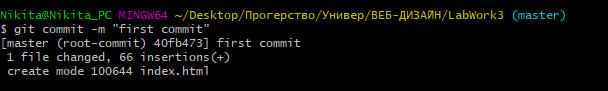 Nikita@Nikita_PC MINGW64 ~/Desktop/Прогерство/Универ/ВЕБ-ДИЗАЙН/LabWork3 (master)
$ git commit -m "first commit"
[master (root-commit) 40fb473] first commit
 1 file changed, 66 insertions(+)
 create mode 100644 index.html